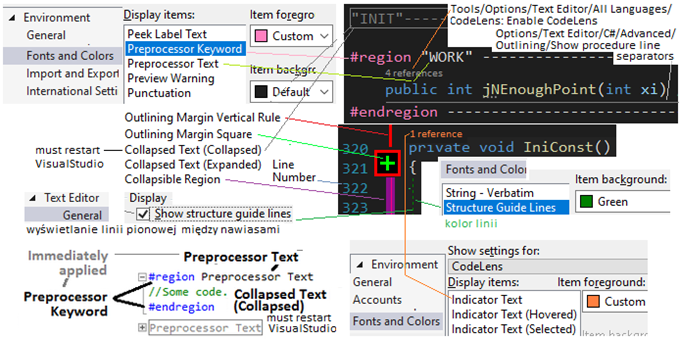 Environment
General
Fonts and Colors
Import and Export
International Setti
Display items:
Peek Label Text
Preprocessor Keyword
Preprocessor Text
Preview Warning
Punctuation
Item foregro
Custom
Item backgro
Default
"INIT"
Tools/Options/Text Editor/All Languages/
CodeLens: Enable CodeLens
Options/Text Editor/C#/Advanced/
Outlining/Show procedure line
separators
#region "WORK"
4 references
public int jNEnoughPoint(int xi)
#endregion
Outlining Margin Vertical Rule
Outlining Margin Square
must restart
VisualStudio
Collapsed Text (Collapsed)
Collapsed Text (Expanded)
Collapsible Region
Line
Number
1 reference
320 private void IniConst()
321 {
322
323
Text Editor
General
Display
Show structure guide lines
wyświetlanie linii pionowej między nawiasami
Fonts and Color
String - Verbatim
Structure Guide Lines
kolor linii
Item background:
Green
Immediately
applied
Preprocessor Text
Preprocessor
Keyword
#region Preprocessor Text
//Some code.
#endregion
Collapsed Text
(Collapsed)
Preprocessor Text
must restart
VisualStudio
Environment
General
Accounts
Fonts and Colors
Show settings for:
CodeLens
Display items:
Indicator Text
Indicator Text (Hovered)
Indicator Text (Selected)
Item foreground:
Custom
Item background: